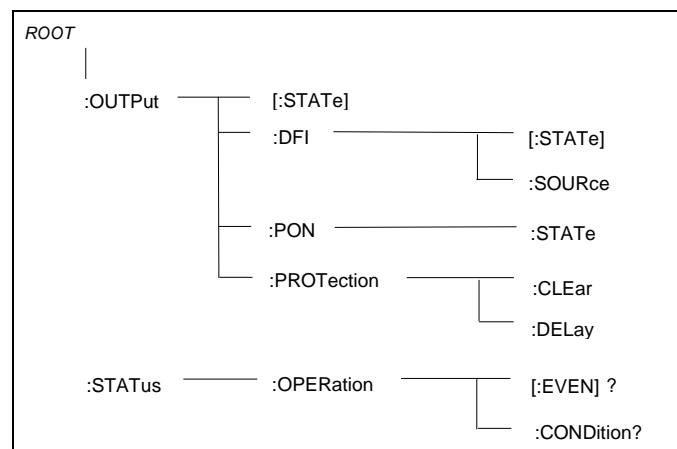 ROOT
:OUTPut [:STATe]
:DFI [:STATe]
:SOURce
:PON :STATe
:PROTection :CLEar
:DELay
:STATus :OPERation [:EVEN] ?
:CONDition?